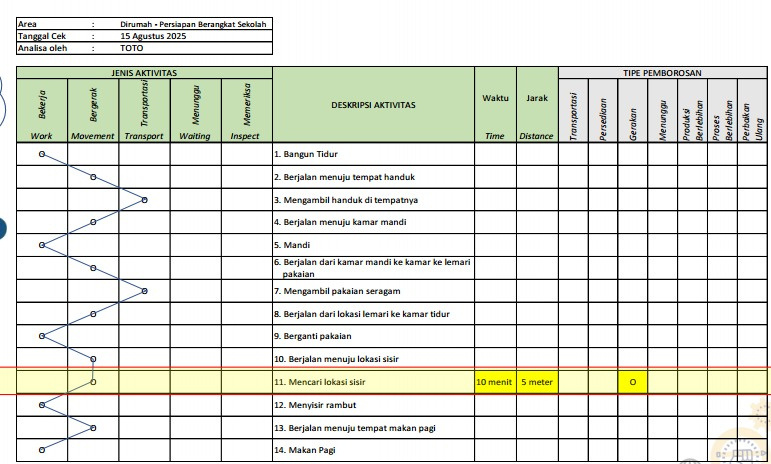 Area : Dirumah - Persiapan Berangkat Sekolah
Tanggal Cek : 15 Agustus 2025
Analisa oleh : TOTO
JENIS AKTIVITAS
DESKRIPSI AKTIVITAS
Waktu
Jarak
TIPE PEMBOROSAN
Bekerja
Bergerak
Transportasi
Menunggu
Memeriksa
Work
Movement
Transport
Waiting
Inspect
Time
Distance
Transportasi
Persediaan
Gerakan
Menunggu
Produksi
Berlebihan
Proses
Berlebihan
Perbaikan
Ulang
O 1. Bangun Tidur
O 2. Berjalan menuju tempat handuk
O 3. Mengambil handuk di tempatnya
O 4. Berjalan menuju kamar mandi
O 5. Mandi
O 6. Berjalan dari kamar mandi ke kamar ke lemari
pakaian
O 7. Mengambil pakaian seragam
O 8. Berjalan dari lokasi lemari ke kamar tidur
O 9. Berganti pakaian
O 10. Berjalan menuju lokasi sisir
O 11. Mencari lokasi sisir 10 menit 5 meter O
O 12. Menyisir rambut
O 13. Berjalan menuju tempat makan pagi
O 14. Makan Pagi